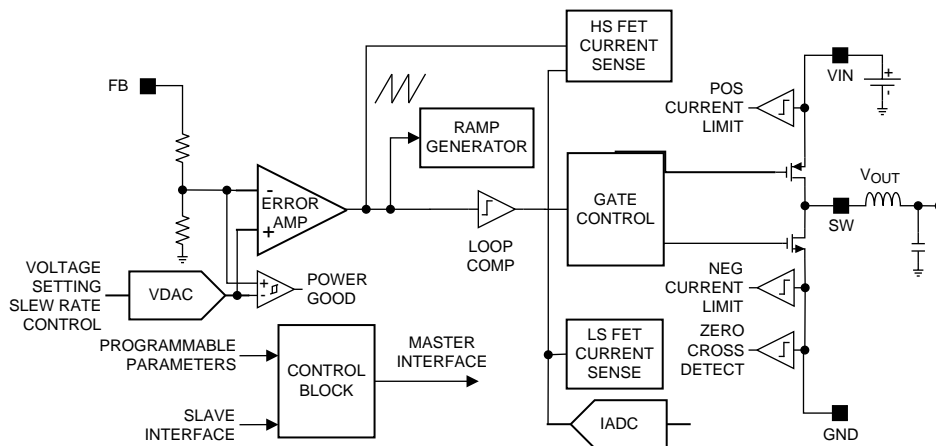 HS FET
CURRENT
SENSE
FB
VIN
+
-
POS
CURRENT
LIMIT
RAMP
GENERATOR
-
ERROR
AMP
+
GATE
CONTROL
VOUT
SW
LOOP
COMP
VOLTAGE
SETTING
SLEW RATE
CONTROL
VDAC
+
-
POWER
GOOD
NEG
CURRENT
LIMIT
PROGRAMMABLE
PARAMETERS
CONTROL
BLOCK
MASTER
INTERFACE
LS FET
CURRENT
SENSE
ZERO
CROSS
DETECT
SLAVE
INTERFACE
IADC
GND